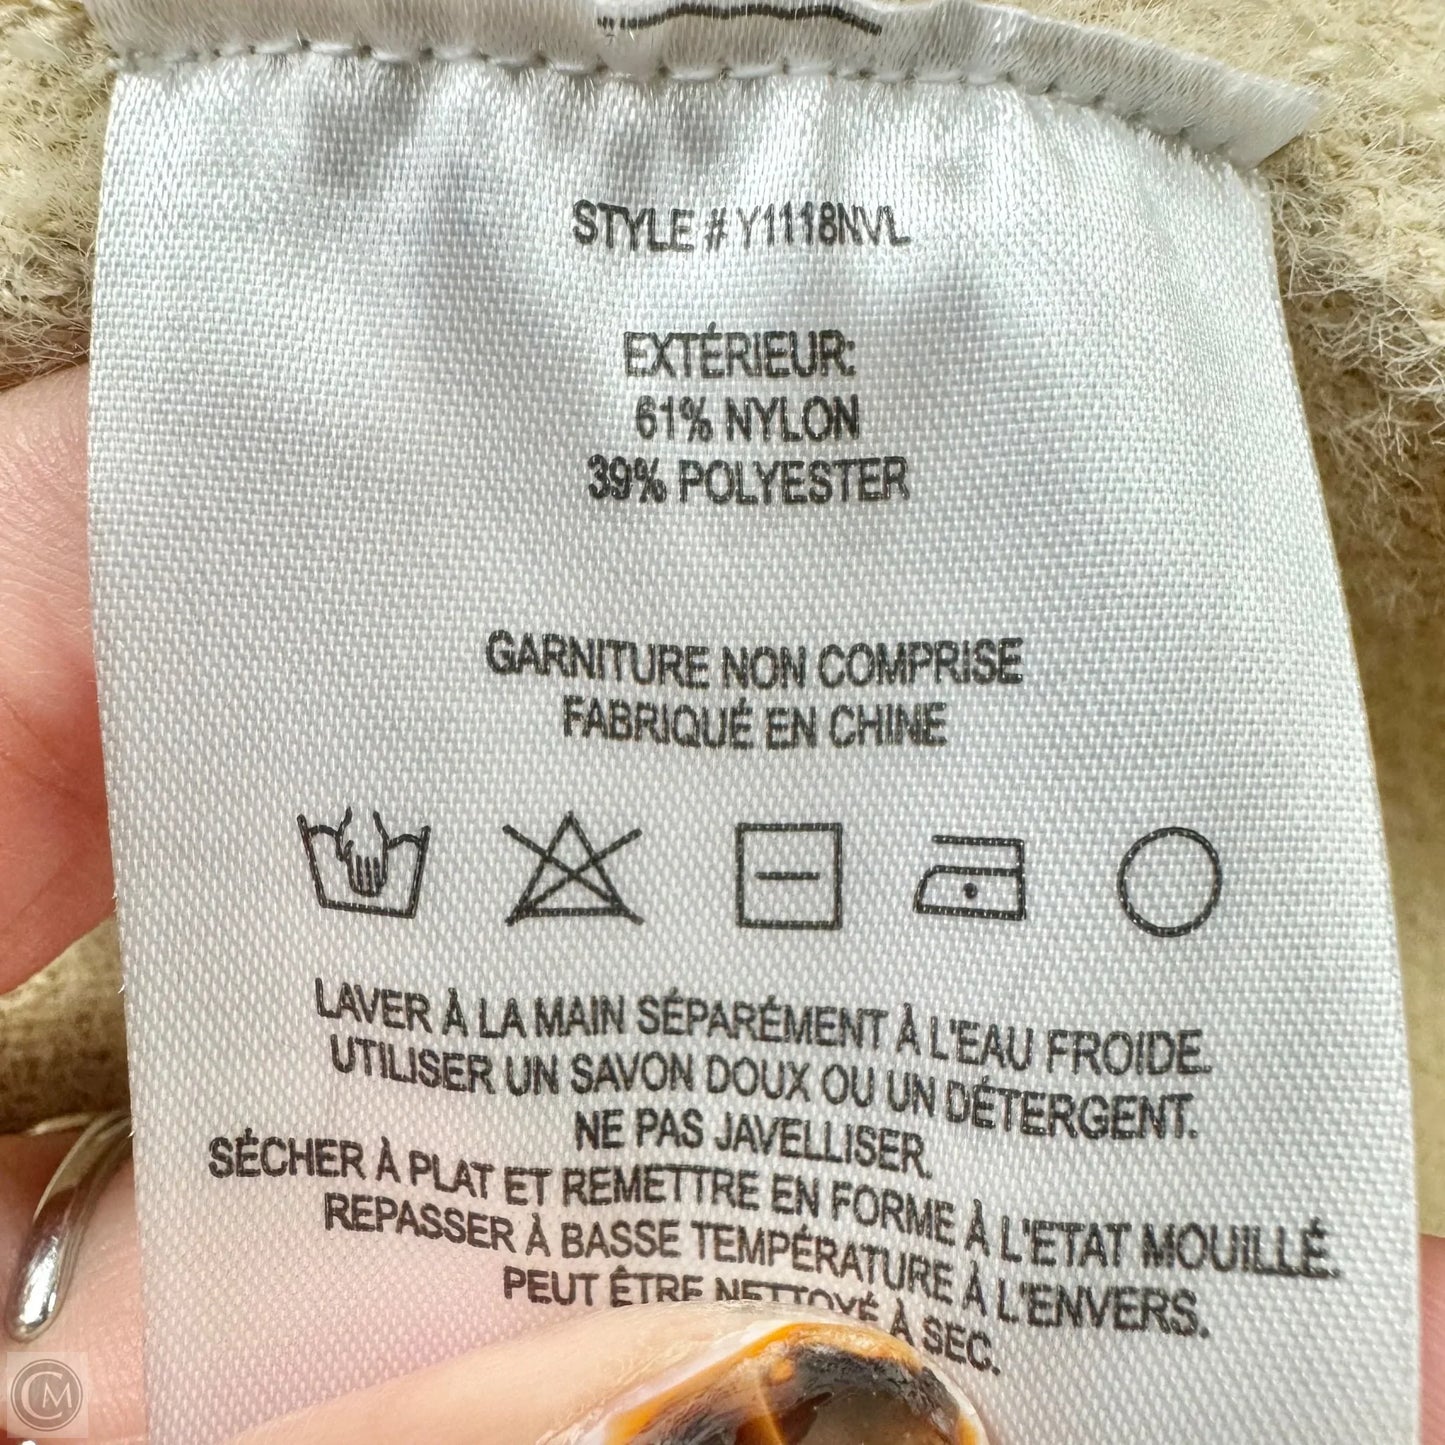 STYLE # Y1118NVL
EXTÉRIEUR:
61% NYLON
39% POLYESTER
GARNITURE NON COMPRISE
FABRIQUÉ EN CHINE
LAVER À LA MAIN SÉPARÉMENT À L'EAU FROIDE.
UTILISER UN SAVON DOUX OU UN DÉTERGENT.
NE PAS JAVELLISER.
SÉCHER À PLAT ET REMETTRE EN FORME À L'ETAT MOUILLÉ.
REPASSER À BASSE TEMPÉRATURE À L'ENVERS.
PEUT ÊTRE NETTOYÉ À SEC.
CM